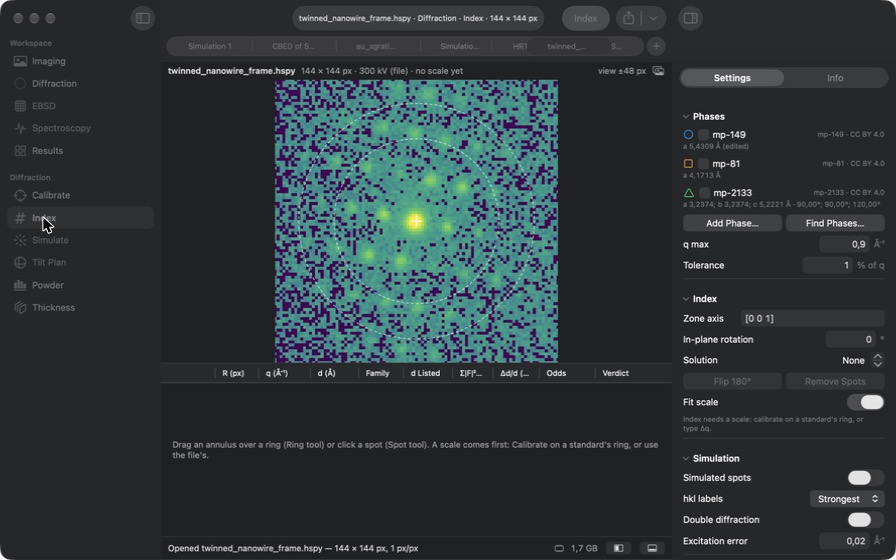 twinned_nanowire_frame.hspy · Diffraction · Index · 144 × 144 px
Index
Workspace
Imaging
Diffraction
EBSD
Spectroscopy
Results
Diffraction
Calibrate
Index
Simulate
Tilt Plan
Powder
Thickness
Simulation 1
CBED of S...
au_xgrati...
Simulatio...
HR1
twinned_...
S...
twinned_nanowire_frame.hspy 144 × 144 px · 300 kV (file) · no scale yet
view ±48 px
R (px)
q (Å⁻¹)
d (Å)
Family
d Listed
Σ|F|²...
Δd/d (...
Odds
Verdict
Drag an annulus over a ring (Ring tool) or click a spot (Spot tool). A scale comes first: Calibrate on a standard's ring, or use
the file's.
Opened twinned_nanowire_frame.hspy — 144 × 144 px, 1 px/px
1,7 GB
Settings
Info
Phases
mp-149
mp-149 · CC BY 4.0
a 5,4309 Å (edited)
mp-81
mp-81 · CC BY 4.0
a 4,1713 Å
mp-2133
mp-2133 · CC BY 4.0
a 3,2374; b 3,2374; c 5,2221 Å · 90,00°; 90,00°; 120,00°
Add Phase...
Find Phases...
q max
0,9
Å⁻¹
Tolerance
1
% of q
Index
Zone axis
[0 0 1]
In-plane rotation
0
°
Solution
None
Flip 180°
Remove Spots
Fit scale
Index needs a scale: calibrate on a standard's ring, or
type Δq.
Simulation
Simulated spots
hkl labels
Strongest
Double diffraction
Excitation error
0,02
Å⁻¹